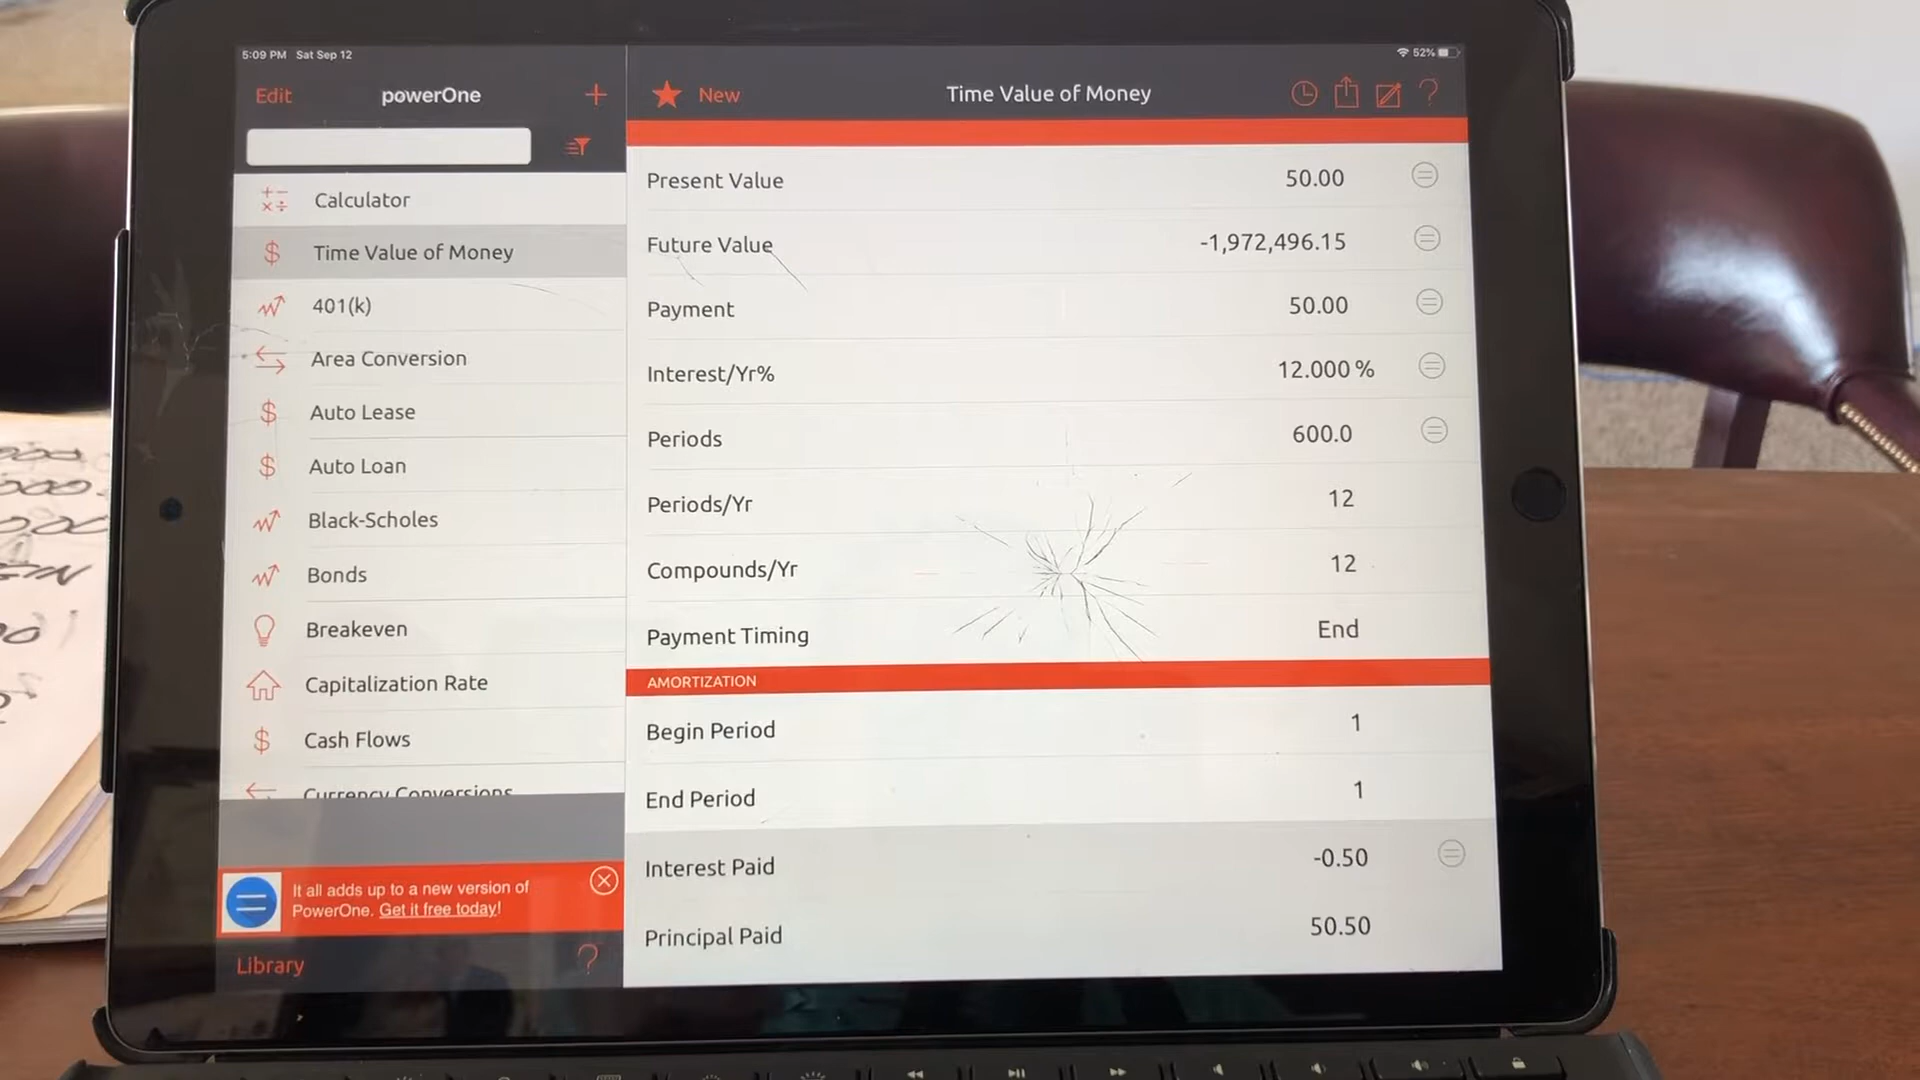 5:09 PM Sat Sep 12
52%
Edit
powerOne
New
Time Value of Money
Calculator
Time Value of Money
401(k)
Area Conversion
Auto Lease
Auto Loan
Black-Scholes
Bonds
Breakeven
Capitalization Rate
Cash Flows
Currency Conversions
It all adds up to a new version of
PowerOne. Get it free today!
Library
?
Present Value 50.00
Future Value -1,972,496.15
Payment 50.00
Interest/Yr% 12.000 %
Periods 600.0
Periods/Yr 12
Compounds/Yr 12
Payment Timing End
AMORTIZATION
Begin Period 1
End Period 1
Interest Paid -0.50
Principal Paid 50.50